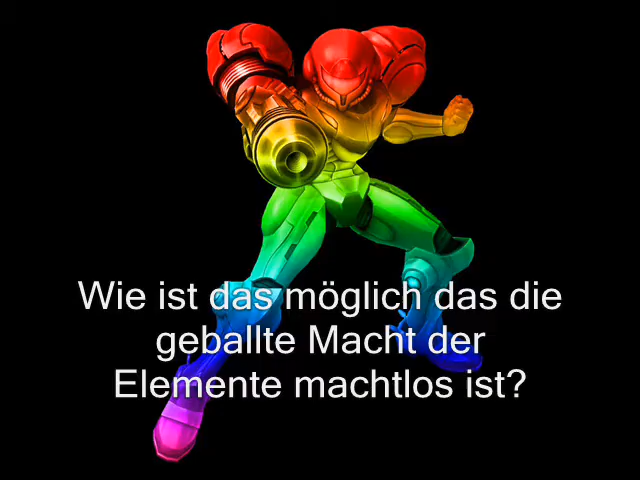 Wie ist das möglich das die
geballte Macht der
Elemente machtlos ist?